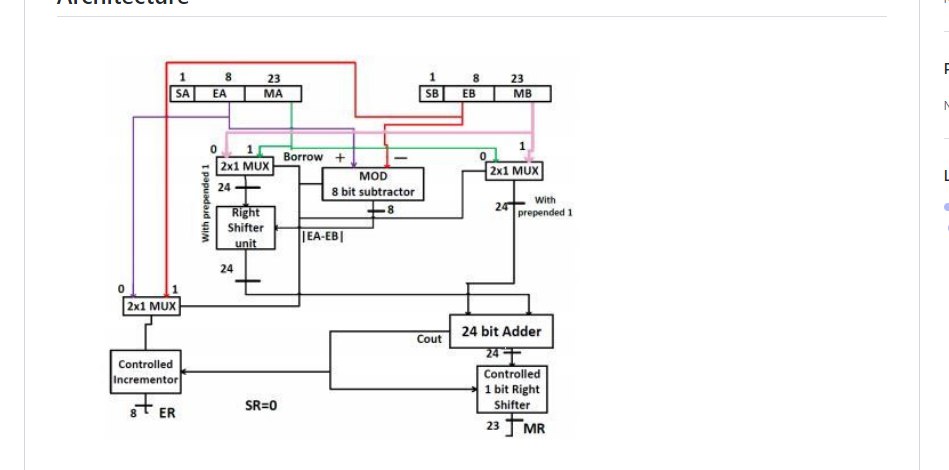 Architecture
1 8 23
SA EA MA
1 8 23
SB EB MB
0 1 Borrow + — 0 1
2x1 MUX
MOD
8 bit subtractor
2x1 MUX
With prepended 1
24
8
24 With
prepended 1
Right
Shifter
unit
|EA-EB|
24
0 1
2x1 MUX
24 bit Adder
Cout
24
Controlled
Incrementor
Controlled
1 bit Right
Shifter
8 ER
SR=0
23 MR